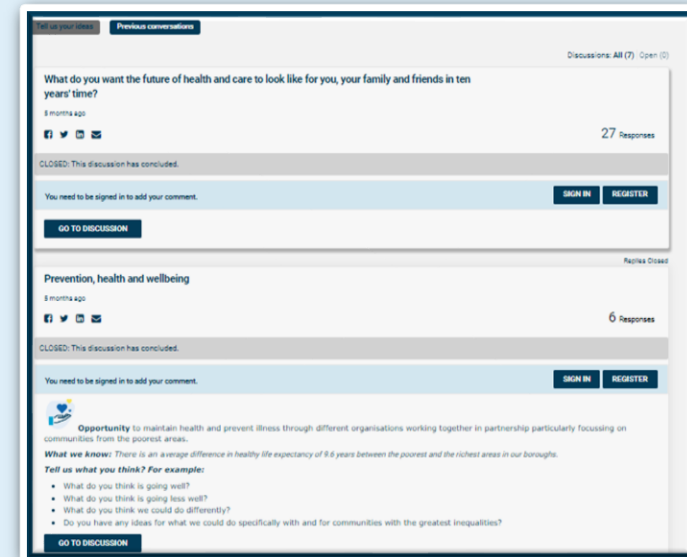 Tell us your ideas
Previous conversations
Discussions: All (7) Open (0)
What do you want the future of health and care to look like for you, your family and friends in ten
years' time?
5 months ago
27 Responses
CLOSED: This discussion has concluded.
You need to be signed in to add your comment.
SIGN IN
REGISTER
GO TO DISCUSSION
Replies Closed
Prevention, health and wellbeing
5 months ago
6 Responses
CLOSED: This discussion has concluded.
You need to be signed in to add your comment.
SIGN IN
REGISTER
Opportunity to maintain health and prevent illness through different organisations working together in partnership particularly focussing on
communities from the poorest areas.
What we know: There is an average difference in healthy life expectancy of 9.6 years between the poorest and the richest areas in our boroughs.
Tell us what you think? For example:
• What do you think is going well?
• What do you think is going less well?
• What do you think we could do differently?
• Do you have any ideas for what we could do specifically with and for communities with the greatest inequalities?
GO TO DISCUSSION